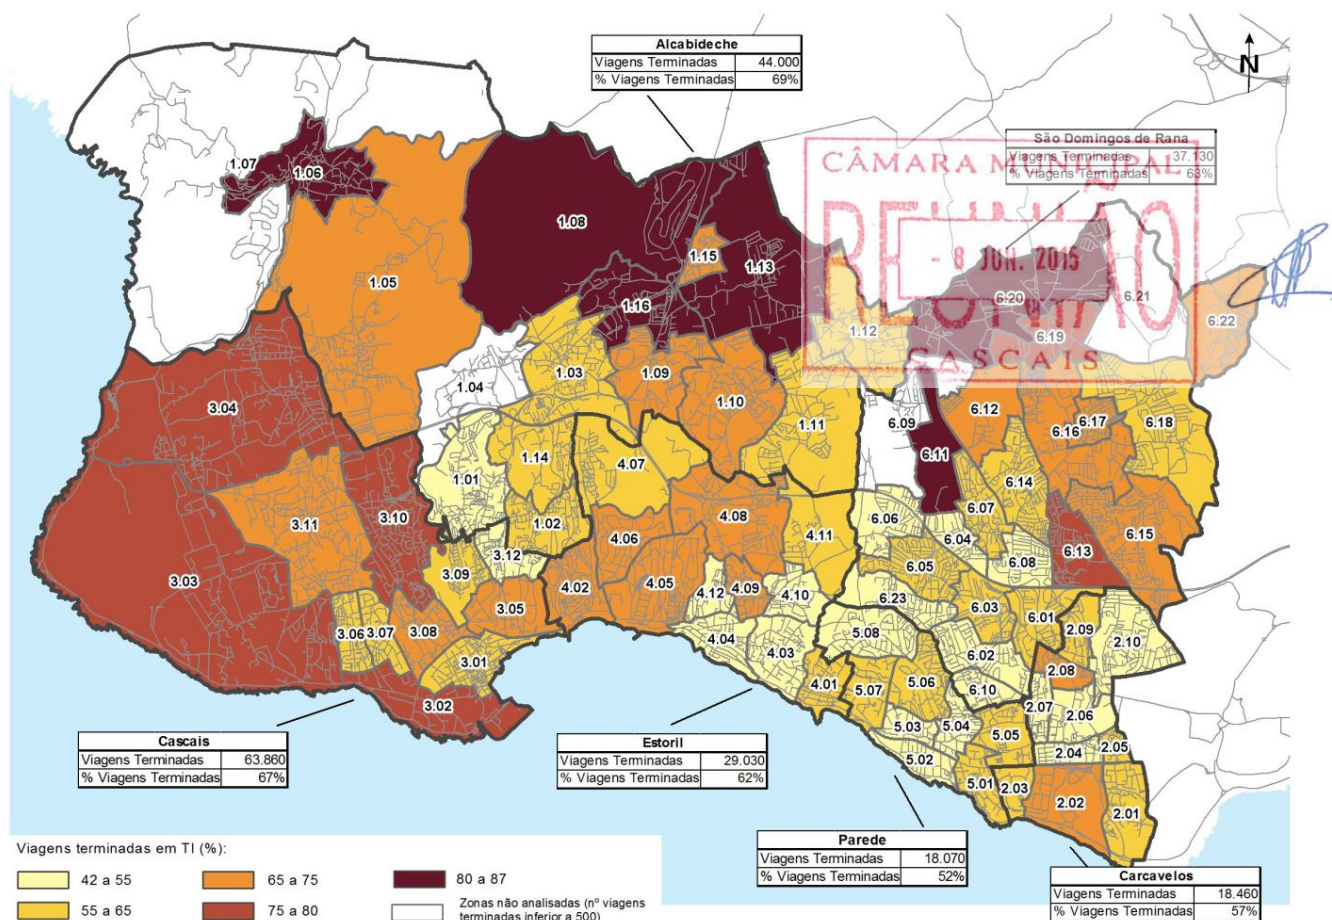 Alcabideche
Viagens Terminadas 44.000
% Viagens Terminadas 69%
N
São Domingos de Rana
Viagens Terminadas 37.130
% Viagens Terminadas 63%
CÂMARA MUNICIPAL
REUNIÃO
- 8 JUN. 2015
CASCAIS
1.07
1.06
1.08
1.15
1.13
1.05
1.16
1.12
6.20
6.21
6.19
6.22
1.04
1.03
1.09
1.10
3.04
1.11
6.09
6.12
6.17
6.16
6.18
6.11
1.01
1.14
4.07
6.14
6.07
3.11
3.10
1.02
4.08
4.11
6.06
6.04
3.12
4.06
6.08
6.13
6.15
3.03
3.09
4.02
4.05
4.09
4.12
4.10
6.05
6.23
3.05
6.03
6.01
2.09
2.10
3.06
3.07
3.08
4.04
4.03
5.08
6.02
3.01
2.08
4.01
5.07
5.06
6.10
3.02
2.07
2.06
5.03
5.04
5.05
5.02
2.04
2.05
5.01
2.03
2.02
2.01
Cascais
Viagens Terminadas 63.860
% Viagens Terminadas 67%
Estoril
Viagens Terminadas 29.030
% Viagens Terminadas 62%
Parede
Viagens Terminadas 18.070
% Viagens Terminadas 52%
Carcavelos
Viagens Terminadas 18.460
% Viagens Terminadas 57%
Viagens terminadas em TI (%):
42 a 55
65 a 75
80 a 87
55 a 65
75 a 80
Zonas não analisadas (nº viagens
terminadas inferior a 500)